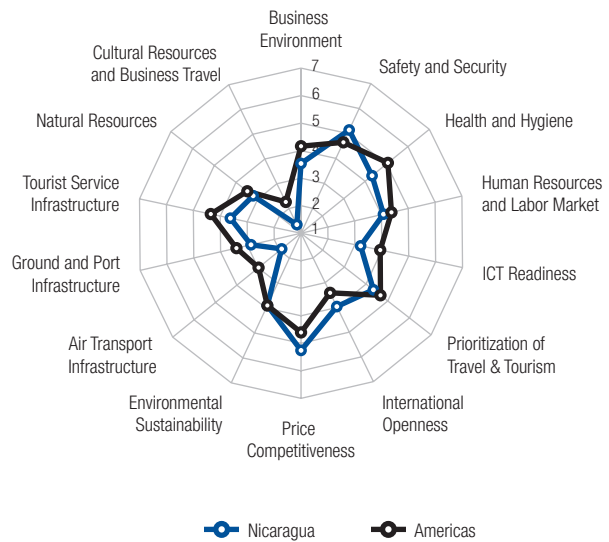 Business
Environment
Safety and Security
Health and Hygiene
Human Resources
and Labor Market
ICT Readiness
Prioritization of
Travel & Tourism
International
Openness
Price
Competitiveness
Environmental
Sustainability
Air Transport
Infrastructure
Ground and Port
Infrastructure
Tourist Service
Infrastructure
Natural Resources
Cultural Resources
and Business Travel
7
6
5
4
3
2
1
Nicaragua
Americas